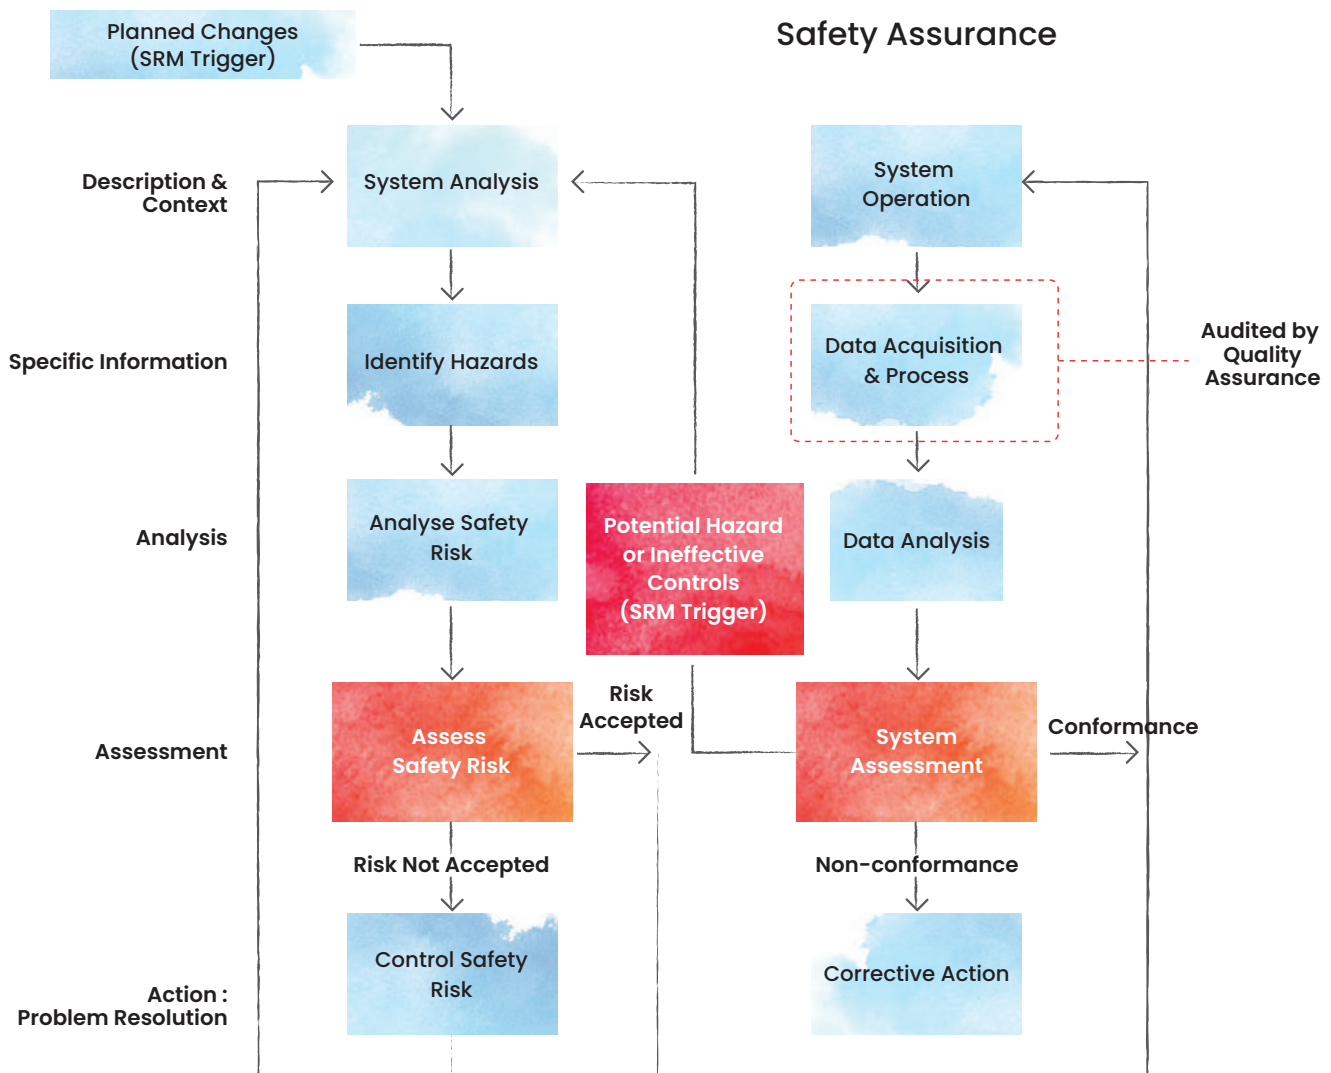 Planned Changes
(SRM Trigger)
Safety Assurance
Description &
Context
System Analysis
System
Operation
Specific Information
Identify Hazards
Data Acquisition
& Process
Audited by
Quality
Assurance
Analysis
Analyse Safety
Risk
Potential Hazard
or Ineffective
Controls
(SRM Trigger)
Data Analysis
Assessment
Assess
Safety Risk
Risk
Accepted
System
Assessment
Conformance
Risk Not Accepted
Non-conformance
Action :
Problem Resolution
Control Safety
Risk
Corrective Action